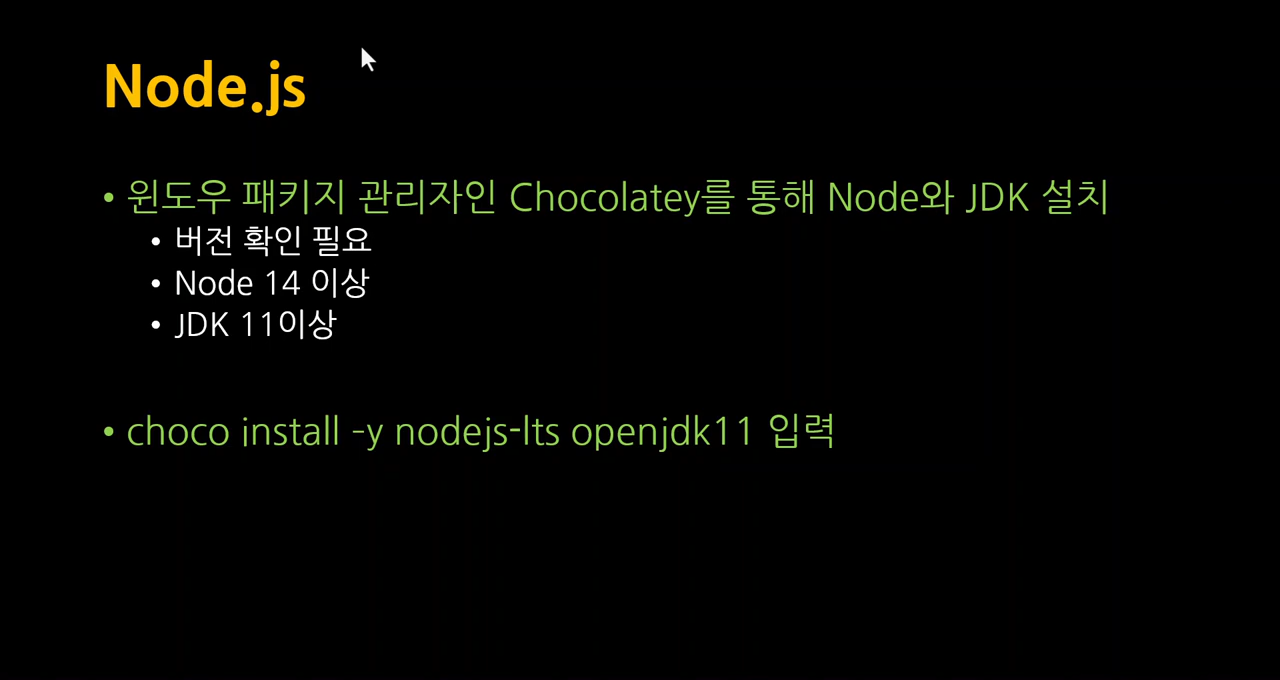 Node.js
• 윈도우 패키지 관리자인 Chocolatey를 통해 Node와 JDK 설치
• 버전 확인 필요
• Node 14 이상
• JDK 11이상
• choco install –y nodejs-lts openjdk11 입력